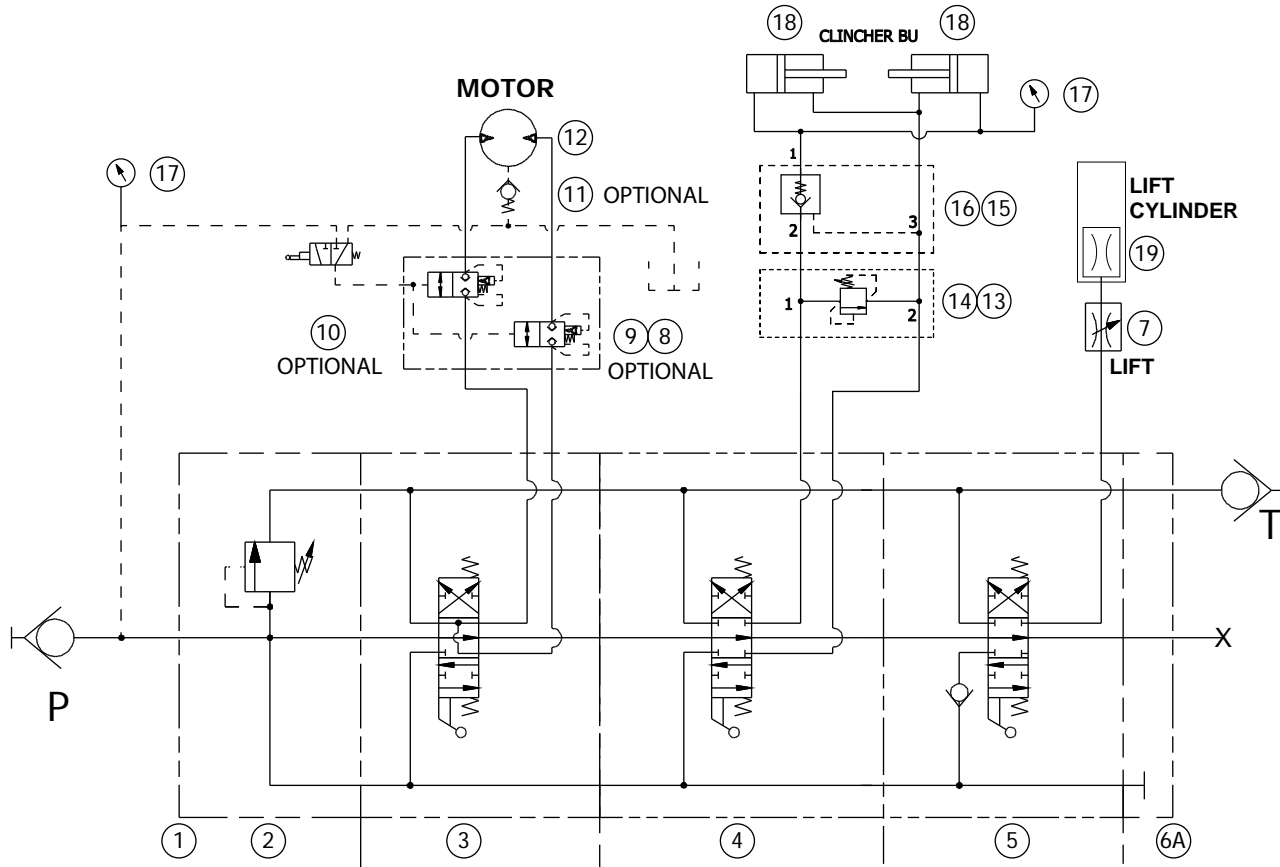 18
18
CLINCHER BU
17
MOTOR
12
17
11 OPTIONAL
1
16 15
2
3
LIFT
CYLINDER
19
14 13
1
2
7
LIFT
10
OPTIONAL
9 8
OPTIONAL
T
X
P
1
2
3
4
5
6A